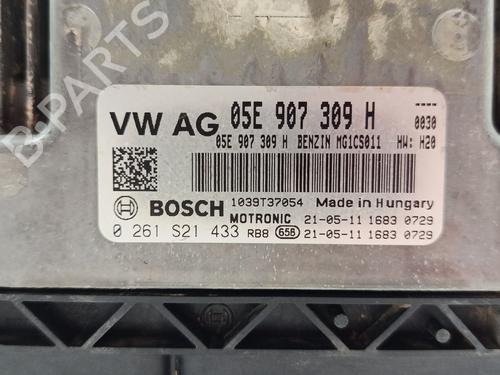 B-PARTS
VW AG 05E 907 309 H ----
0030
05E 907 309 H BENZIN MG1CS011 HW: H20
1039T37054 Made in Hungary
BOSCH MOTRONIC 21-05-11 1683 0729
0 261 S21 433 RB8 65B 21-05-11 1683 0729